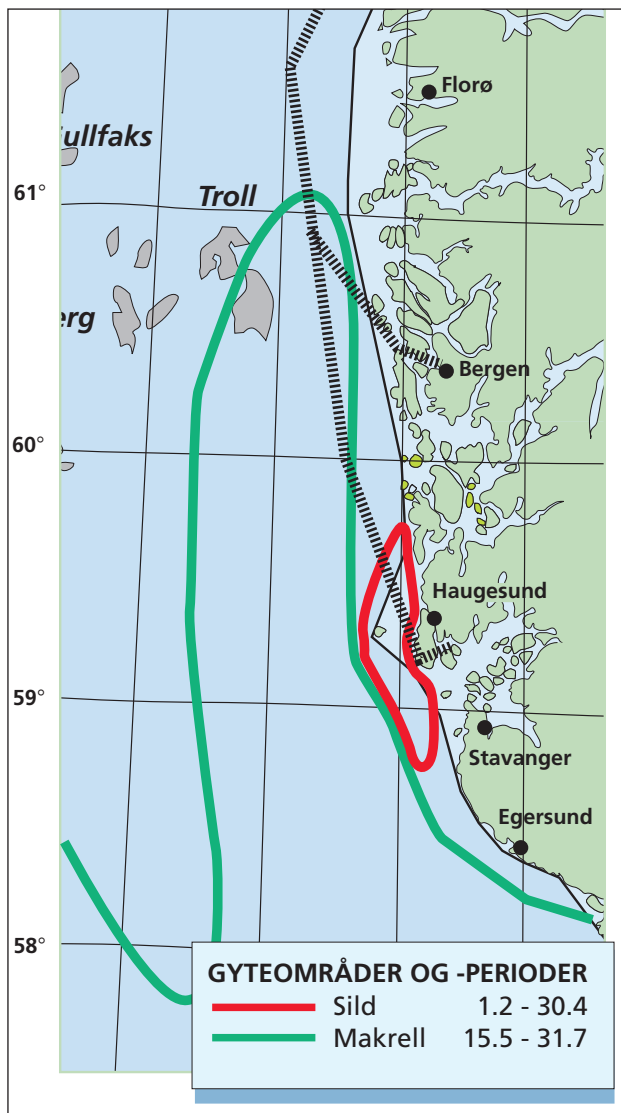 Florø
ullfaks
61°
Troll
erg
Bergen
60°
Haugesund
59°
Stavanger
Egersund
58°
GYTEOMRÅDER OG -PERIODER
Sild 1.2 - 30.4
Makrell 15.5 - 31.7